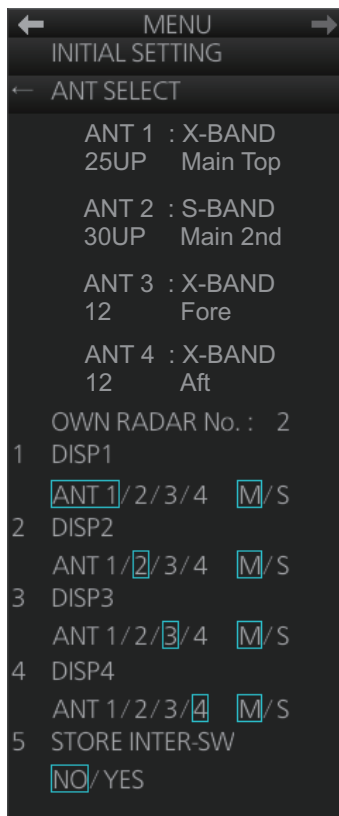 ← MENU →
INITIAL SETTING
← ANT SELECT
ANT 1 : X-BAND
25UP Main Top
ANT 2 : S-BAND
30UP Main 2nd
ANT 3 : X-BAND
12 Fore
ANT 4 : X-BAND
12 Aft
OWN RADAR No. : 2
1 DISP1
ANT 1/2/3/4 M/S
2 DISP2
ANT 1/2/3/4 M/S
3 DISP3
ANT 1/2/3/4 M/S
4 DISP4
ANT 1/2/3/4 M/S
5 STORE INTER-SW
NO/YES